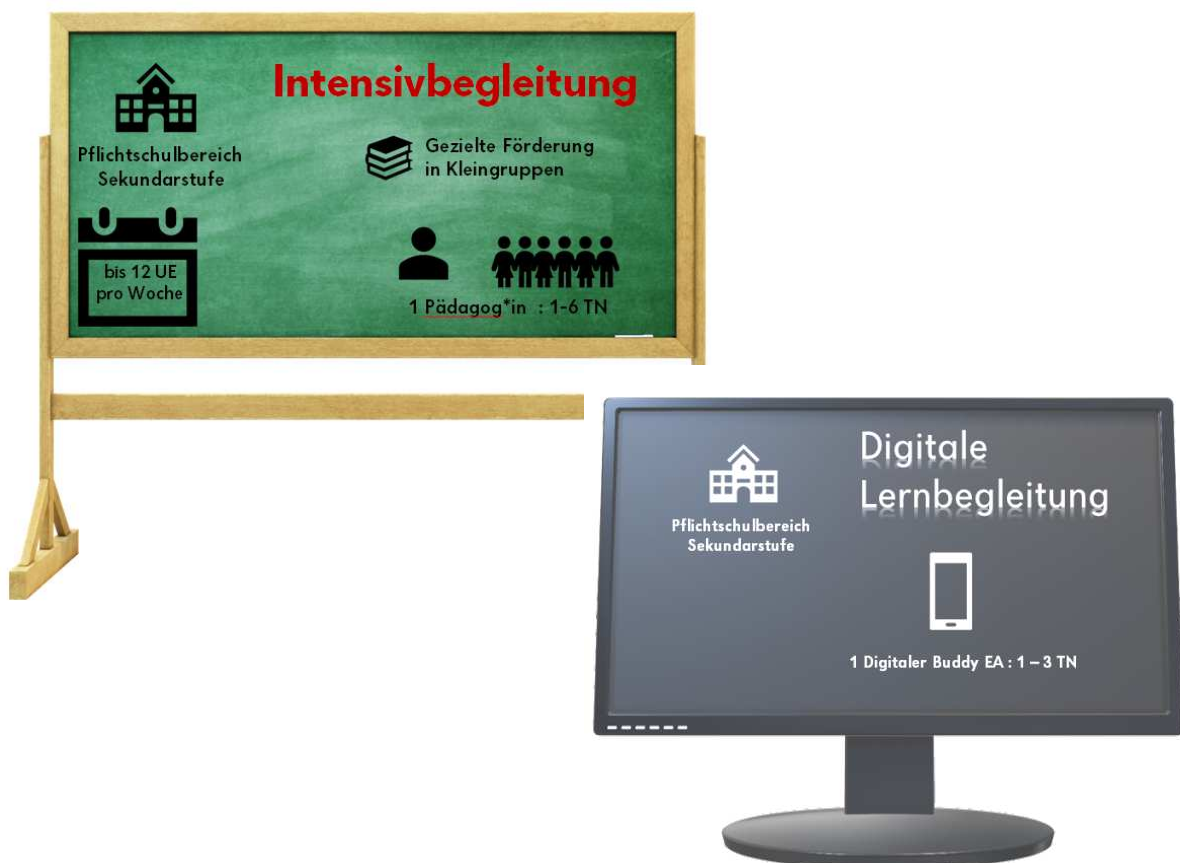 Intensivbegleitung
Pflichtschulbereich
Sekundarstufe
Gezielte Förderung
in Kleingruppen
bis 12 UE
pro Woche
1 Pädagog*in : 1-6 TN
Digitale
Lernbegleitung
Pflichtschulbereich
Sekundarstufe
1 Digitaler Buddy EA : 1 – 3 TN